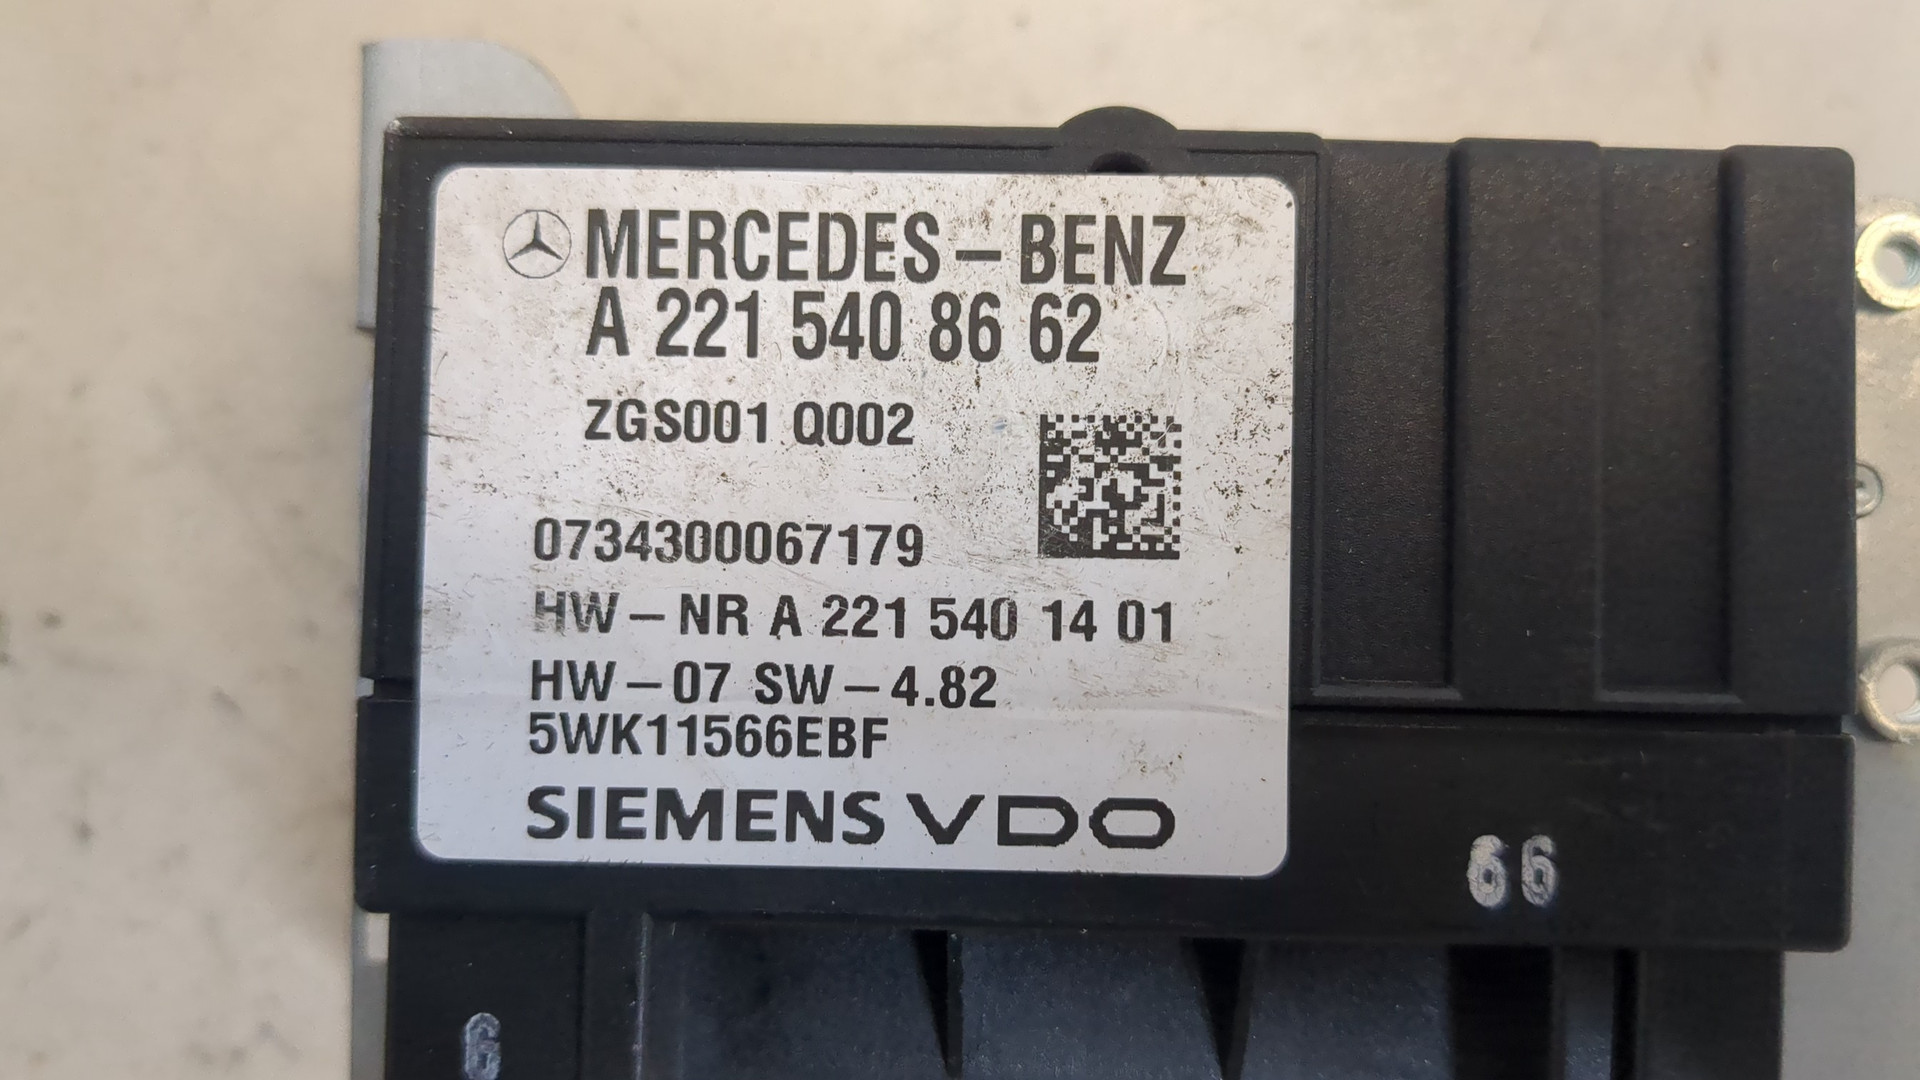 MERCEDES-BENZ
A 221 540 86 62
ZGS001 Q002
0734300067179
HW-NR A 221 540 14 01
HW-07 SW-4.82
5WK11566EBF
SIEMENS VDO
66
6